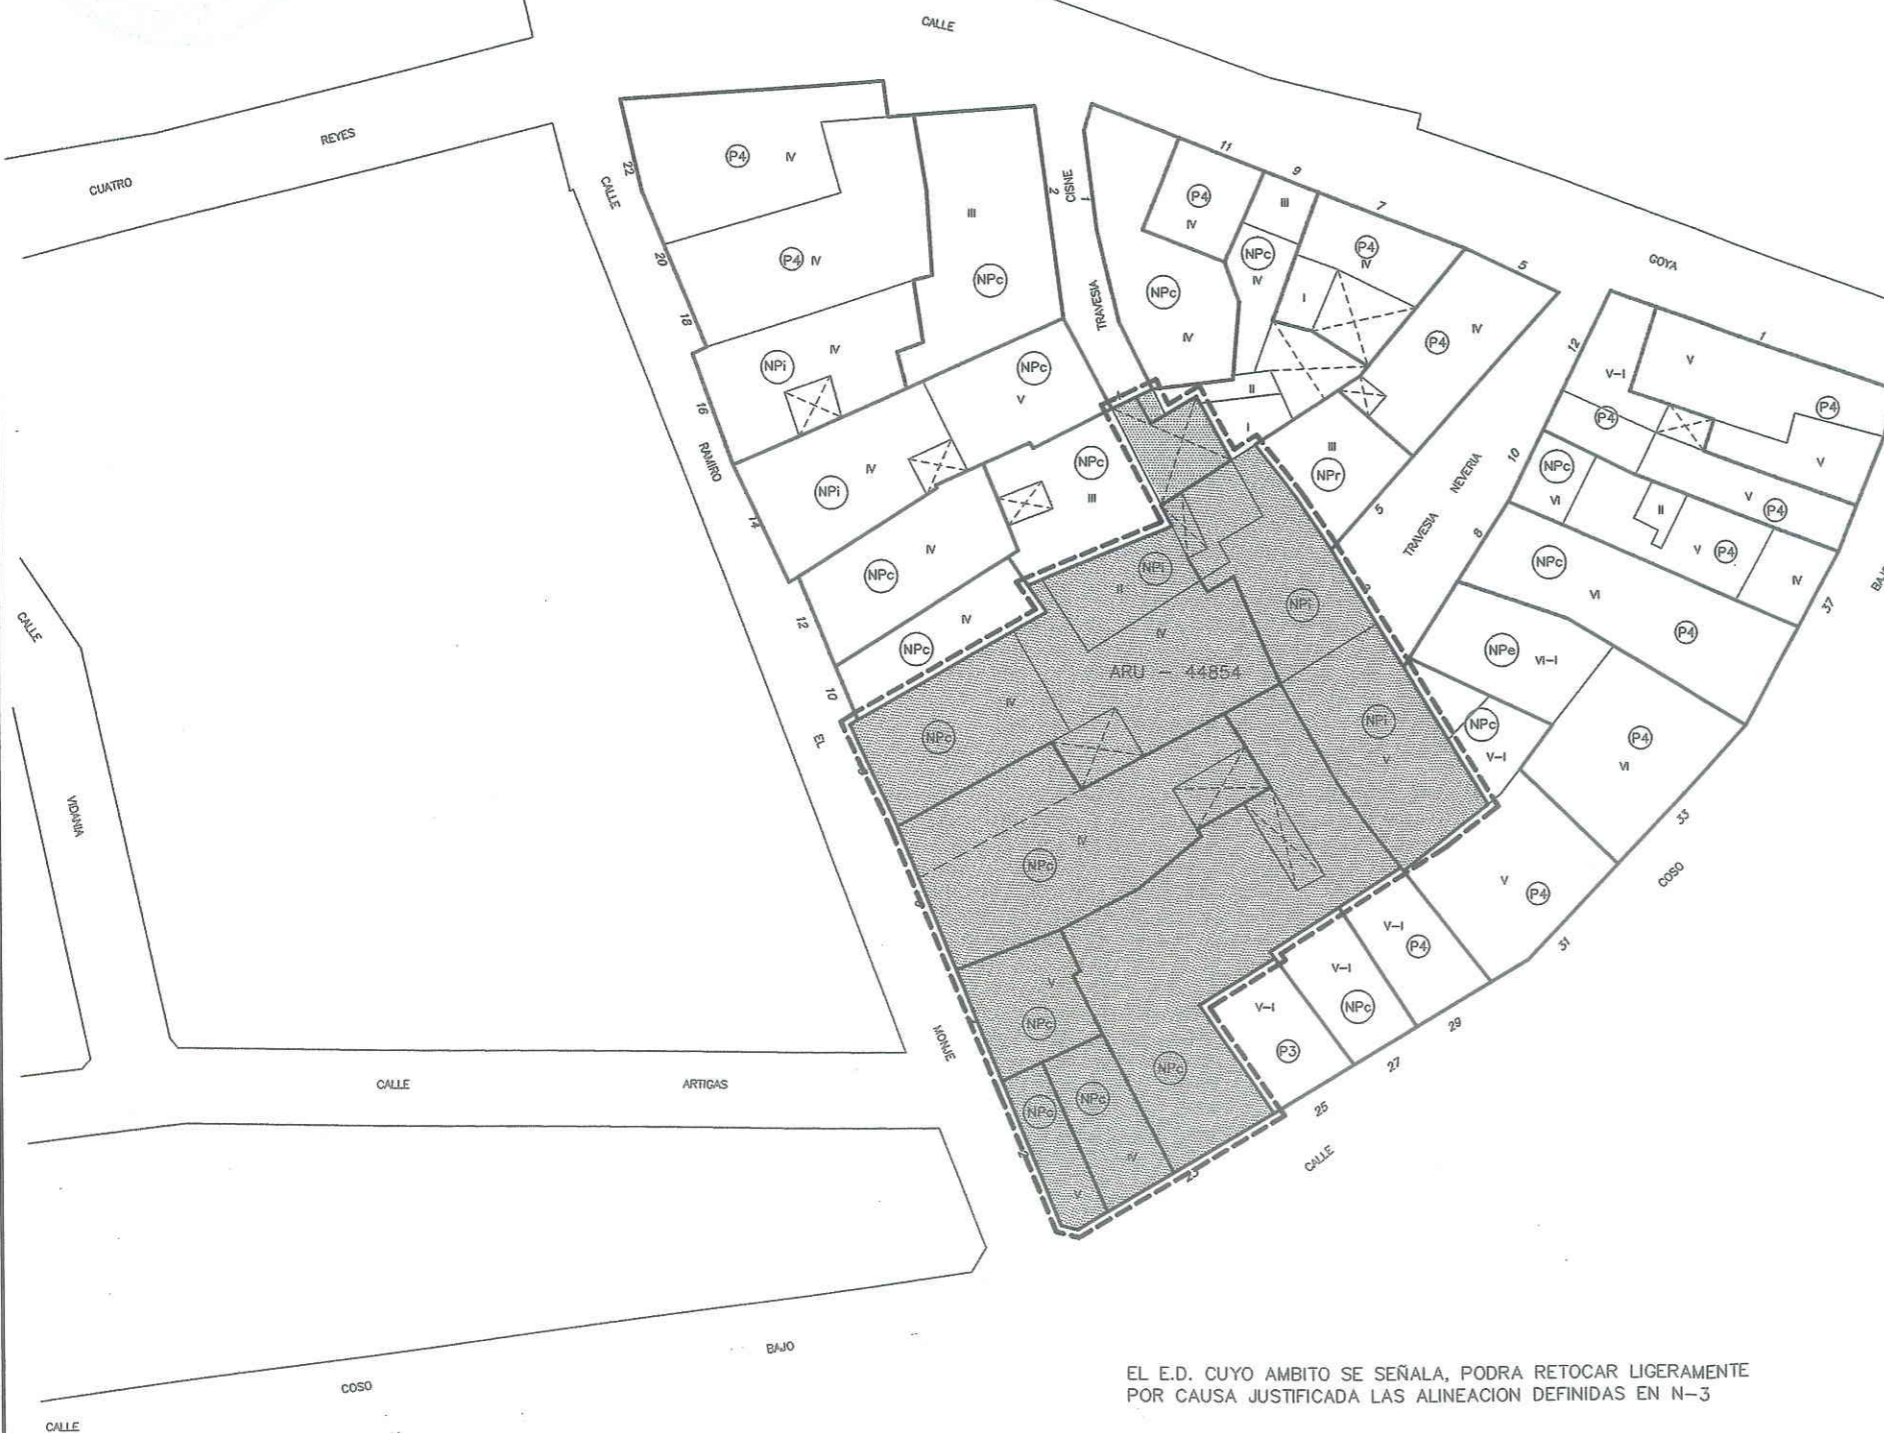 CALLE
REYES
CUATRO
CALLE
22
P4 IV
20
P4 IV
18
NPi IV
16
RAMIRO
NPi IV
14
NPc IV
12
NPc IV
10
EL
III
NPc
2
CISNE
1
TRAVESIA
NPc
V
NPc
III
11
9
7
5
P4
IV
III
NPc
IV
P4
IV
I
NPc
IV
P4
IV
II
I
III
NPr
5
GOYA
12
V-I
V
1
P4
P4
V
10
NPc
VI
V
P4
II
V
P4
IV
NEVERIA
TRAVESIA
8
NPc
VI
P4
37
NPe
VI-I
NPc
V-I
P4
VI
33
COSO
V
P4
31
V-I
P4
29
V-I
NPc
27
V-I
P3
25
CALLE
NPi
II
IV
NPi
ARU - 44854
IV
NPc
NPi
V
IV
NPc
V
NPc
NPc
NPc
NPc
IV
V
23
CALLE
VIDANIA
MONJE
CALLE
ARTIGAS
BAJO
COSO
CALLE
EL E.D. CUYO AMBITO SE SEÑALA, PODRA RETOCAR LIGERAMENTE
POR CAUSA JUSTIFICADA LAS ALINEACION DEFINIDAS EN N-3